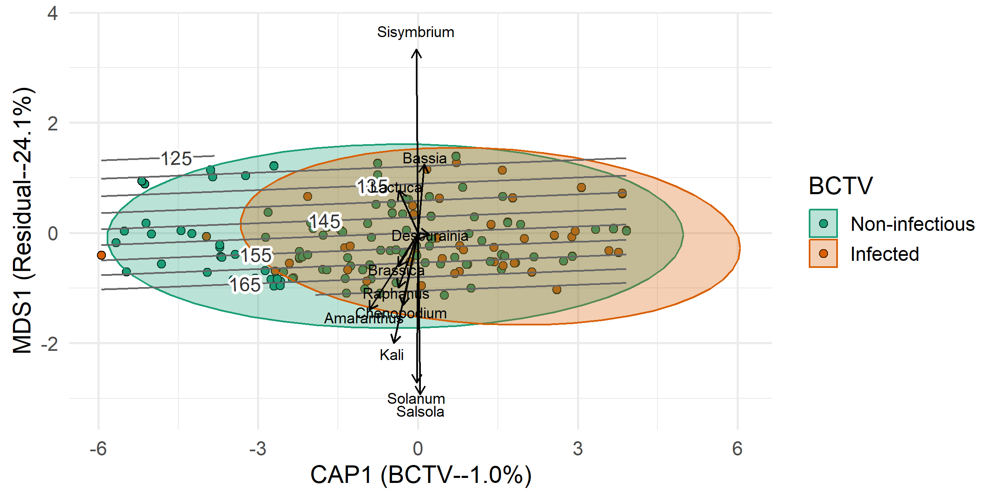 4
2
0
-2
MDS1 (Residual--24.1%)
Sisymbrium
Bassia
125
135
Lactuca
145
Descurainia
155
Brassica
165
Raphanus
Chenopodium
Amaranthus
Kali
Solanum
Salsola
-6 -3 0 3 6
CAP1 (BCTV--1.0%)
BCTV
Non-infectious
Infected